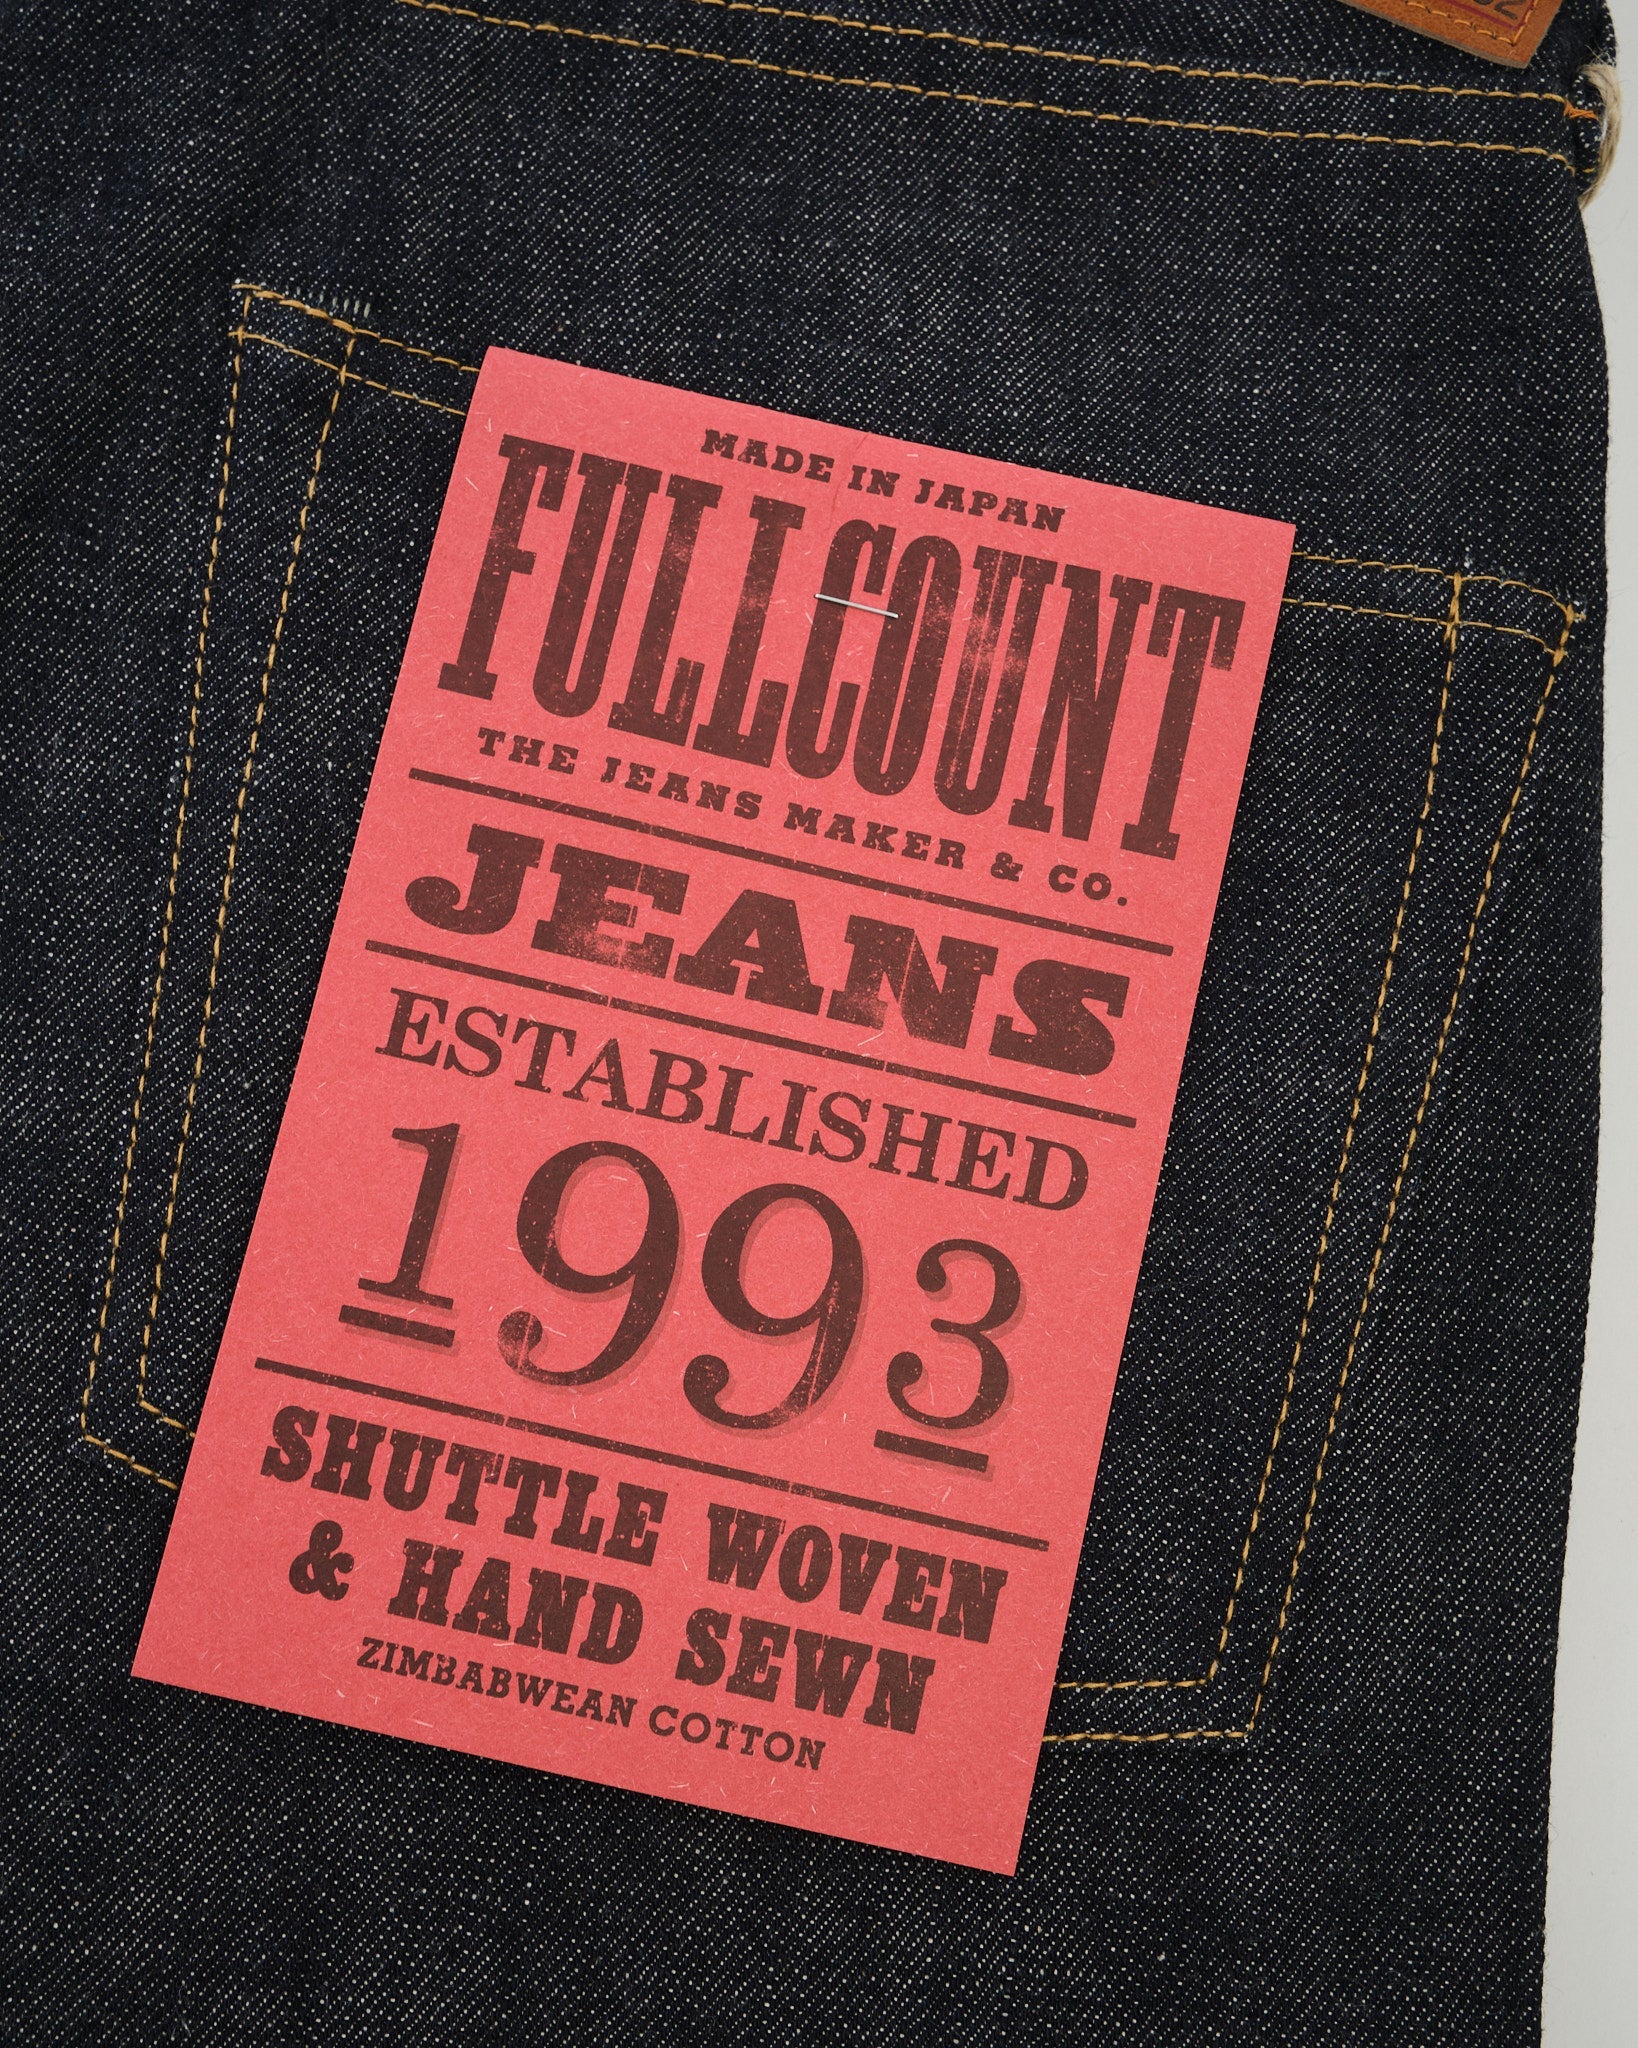 MADE IN JAPAN
FULLCOUNT
THE JEANS MAKER & CO.
JEANS
ESTABLISHED
1993
SHUTTLE WOVEN
& HAND SEWN
ZIMBABWEAN COTTON